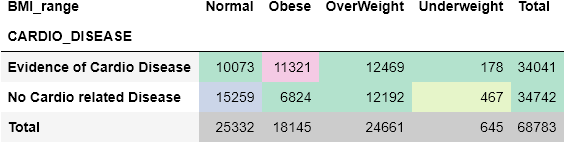 BMI_range Normal Obese OverWeight Underweight Total
CARDIO_DISEASE
Evidence of Cardio Disease 10073 11321 12469 178 34041
No Cardio related Disease 15259 6824 12192 467 34742
Total 25332 18145 24661 645 68783